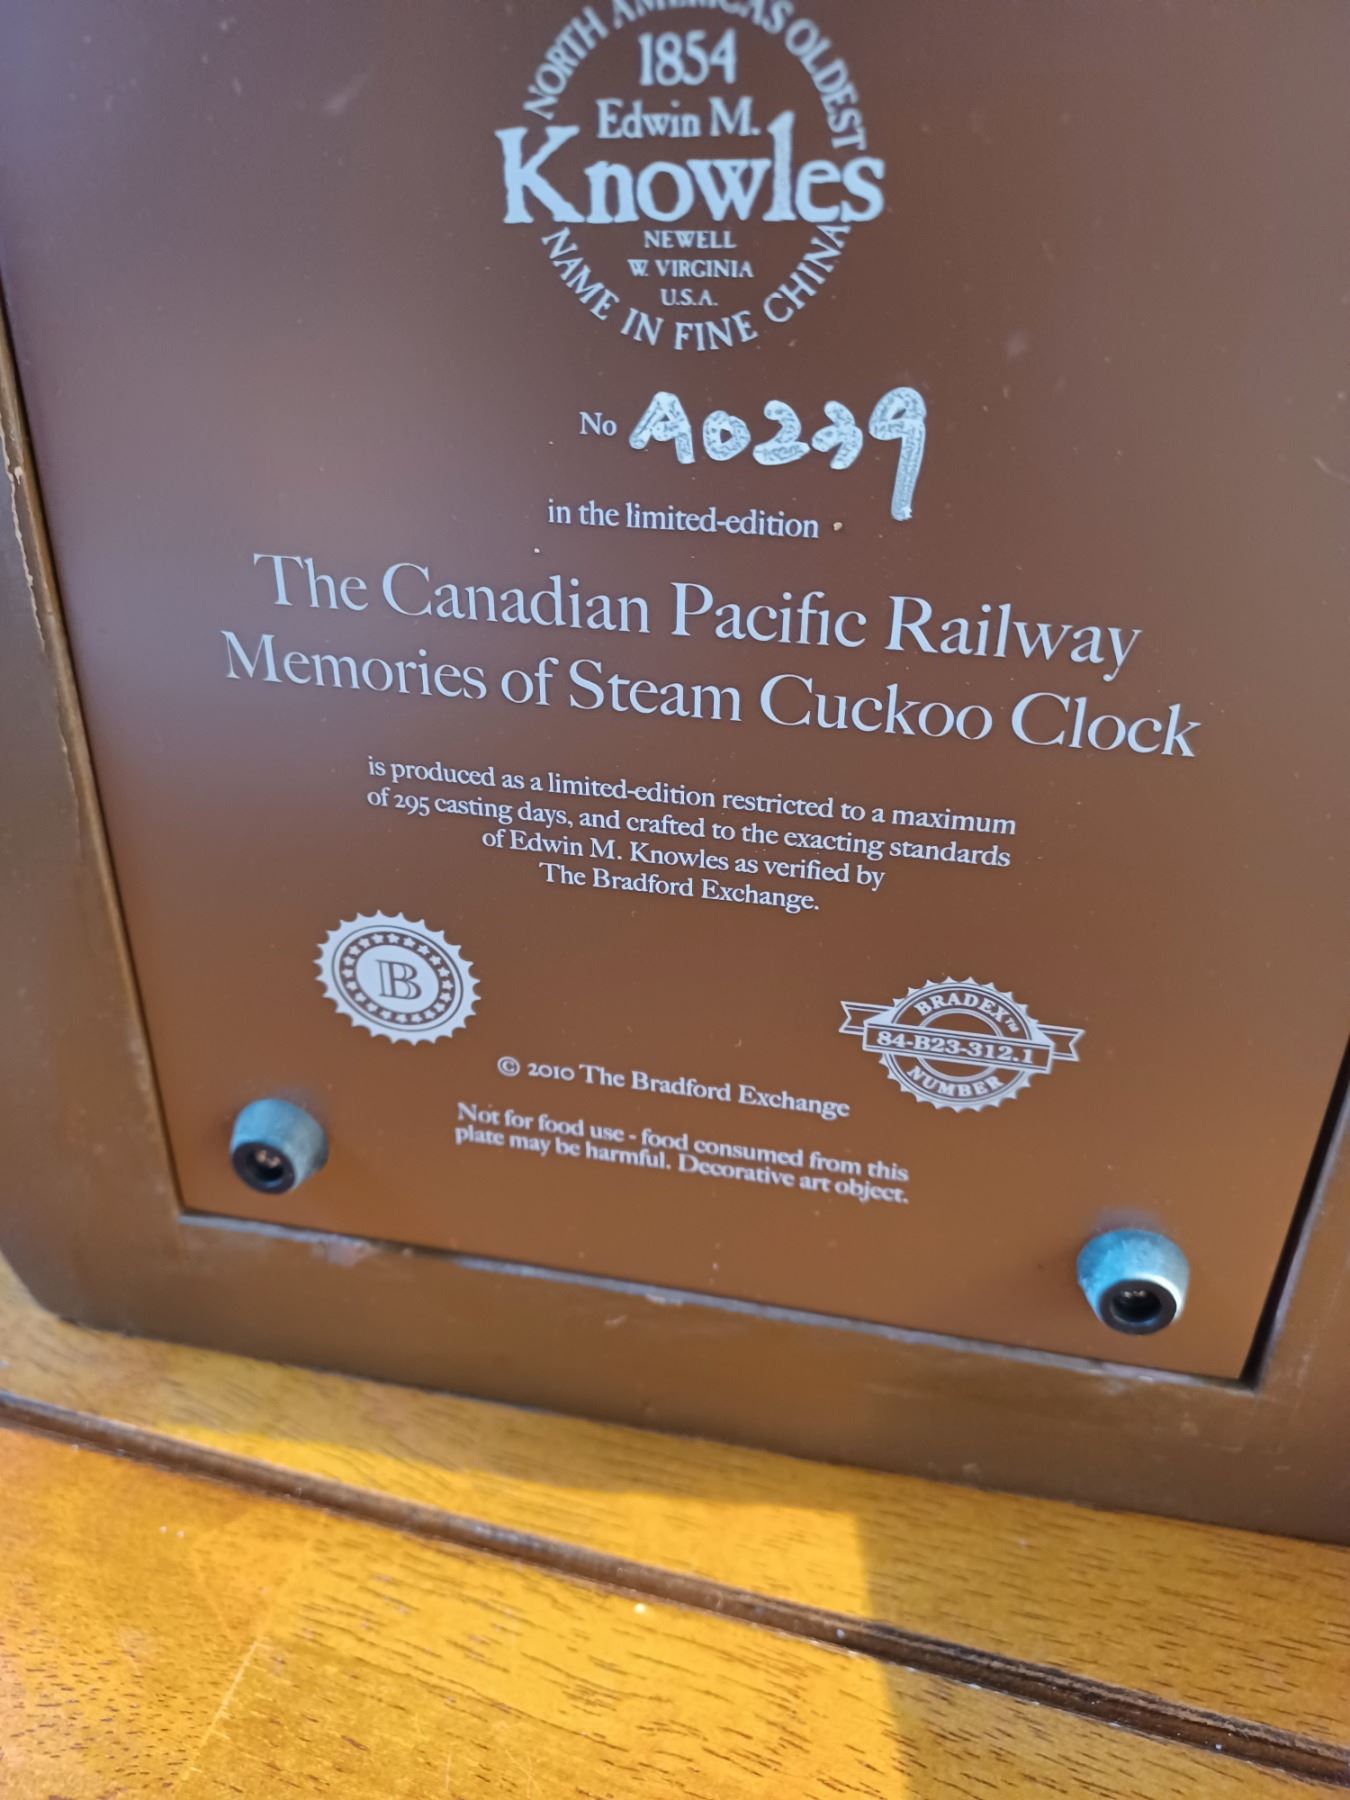 NORTH AMERICA'S OLDEST
1854
Edwin M.
Knowles
NEWELL
W. VIRGINIA
U.S.A.
NAME IN FINE CHINA
No A0239
in the limited-edition
The Canadian Pacific Railway
Memories of Steam Cuckoo Clock
is produced as a limited-edition restricted to a maximum
of 295 casting days, and crafted to the exacting standards
of Edwin M. Knowles as verified by
The Bradford Exchange.
B
BRADEX™
84-B23-312.1
NUMBER
© 2010 The Bradford Exchange
Not for food use - food consumed from this
plate may be harmful. Decorative art object.